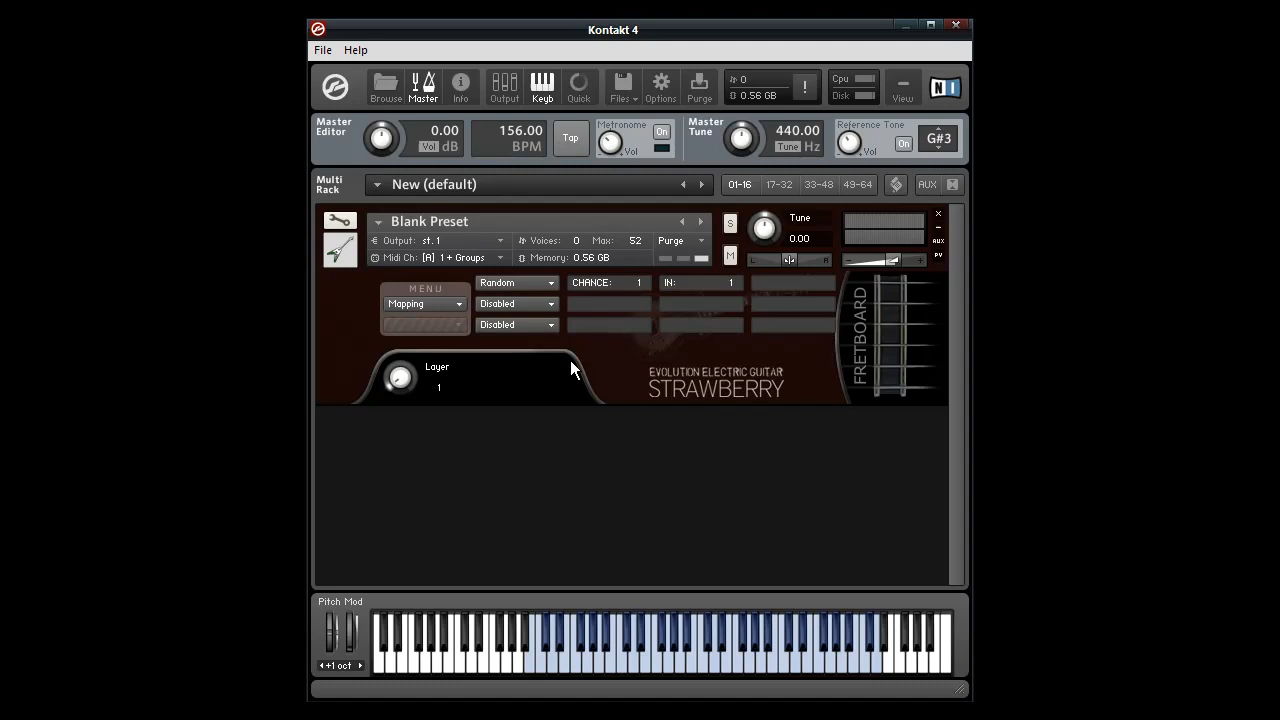 Kontakt 4
File Help
Browse Master Info Output Keyb Quick Files Options Purge
0
0.56 GB
!
Cpu
Disk
View
NI
Master Editor
0.00
Vol dB
156.00
BPM
Tap
Metronome
On
Vol
Master Tune
440.00
Tune Hz
Reference Tone
Vol On
G#3
Multi Rack
New (default)
01-16 17-32 33-48 49-64 AUX
Blank Preset
Output: st. 1 Voices: 0 Max: 52 Purge
Midi Ch: [A] 1 + Groups Memory: 0.56 GB
S
M
Tune
0.00
L R
- +
x
-
AUX
PV
MENU
Mapping
Random CHANCE: 1 IN: 1
Disabled
Disabled
Layer
1
EVOLUTION ELECTRIC GUITAR
STRAWBERRY
FRETBOARD
Pitch Mod
+1 oct